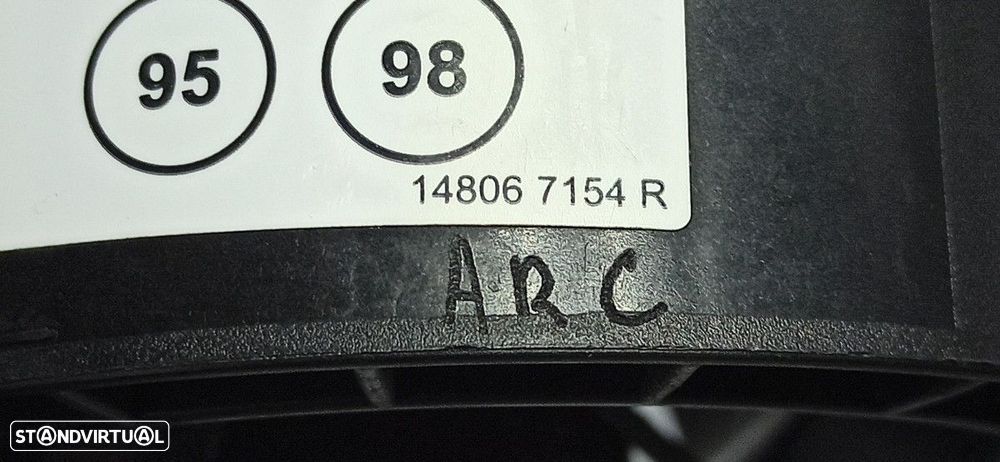 95 98
14806 7154 R
ARC
STANDVIRTUAL